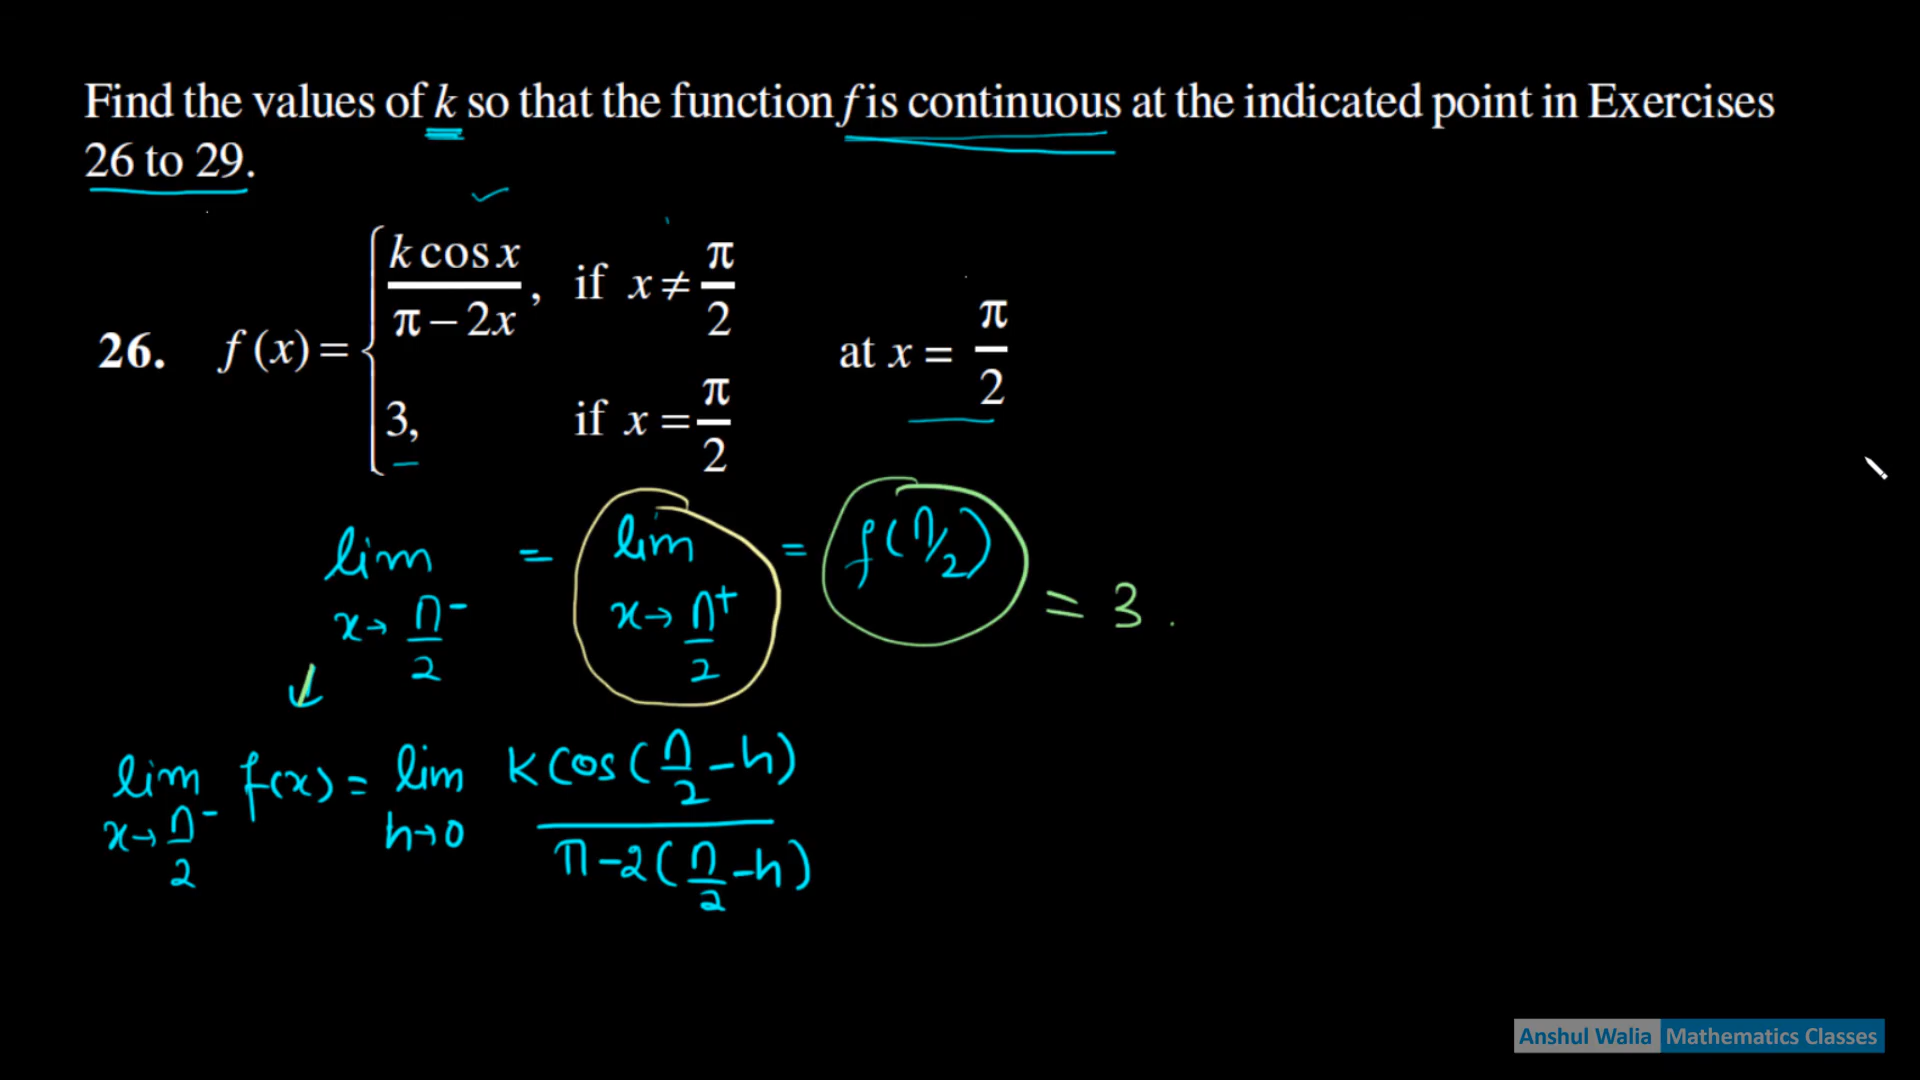 Find the values of k so that the function f is continuous at the indicated point in Exercises
26 to 29.
26. f(x) = { k cos x / π – 2x, if x ≠ π/2
3, if x = π/2
at x = π/2
lim x→π/2⁻ = lim x→π/2⁺ = f(π/2) = 3.
lim x→π/2⁻ f(x) = lim h→0 k cos(π/2 – h) / π – 2(π/2 – h)
Anshul Walia Mathematics Classes